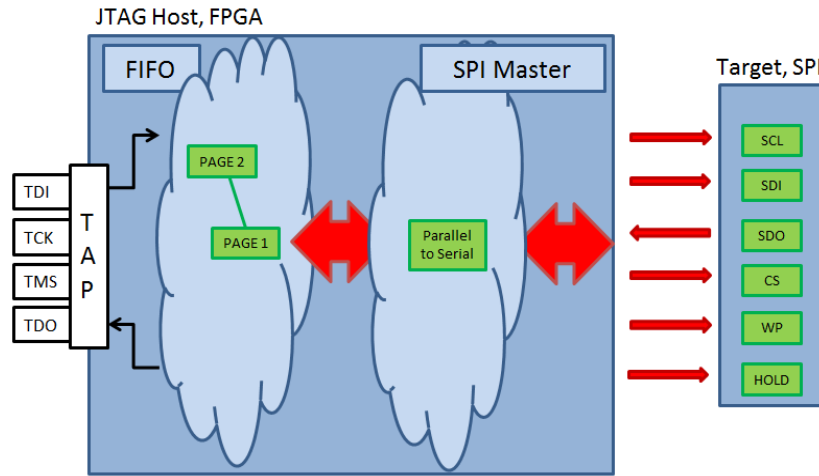 JTAG Host, FPGA
FIFO
SPI Master
Target, SPI
TDI
TCK
TMS
TDO
T
A
P
PAGE 2
PAGE 1
Parallel
to Serial
SCL
SDI
SDO
CS
WP
HOLD